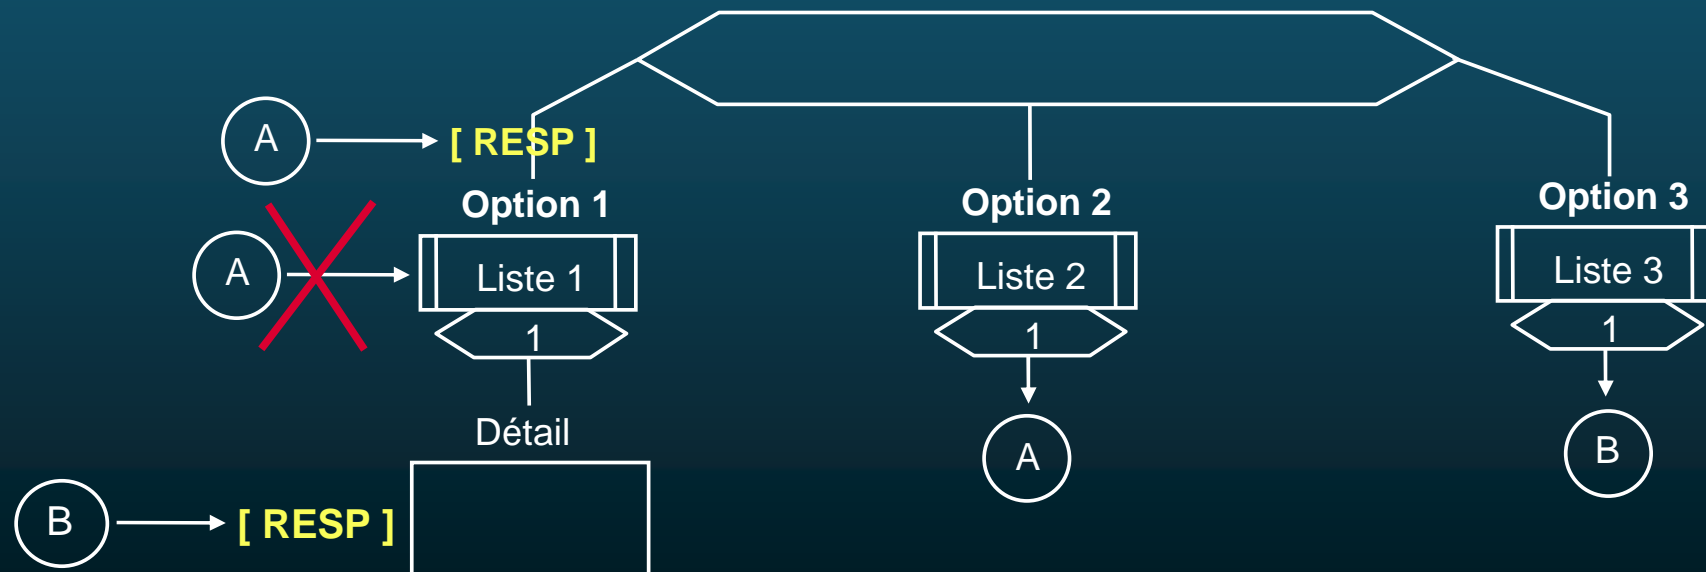 A
[ RESP ]
Option 1
Option 2
Option 3
A
Liste 1
Liste 2
Liste 3
1
1
1
Détail
A
B
B
[ RESP ]